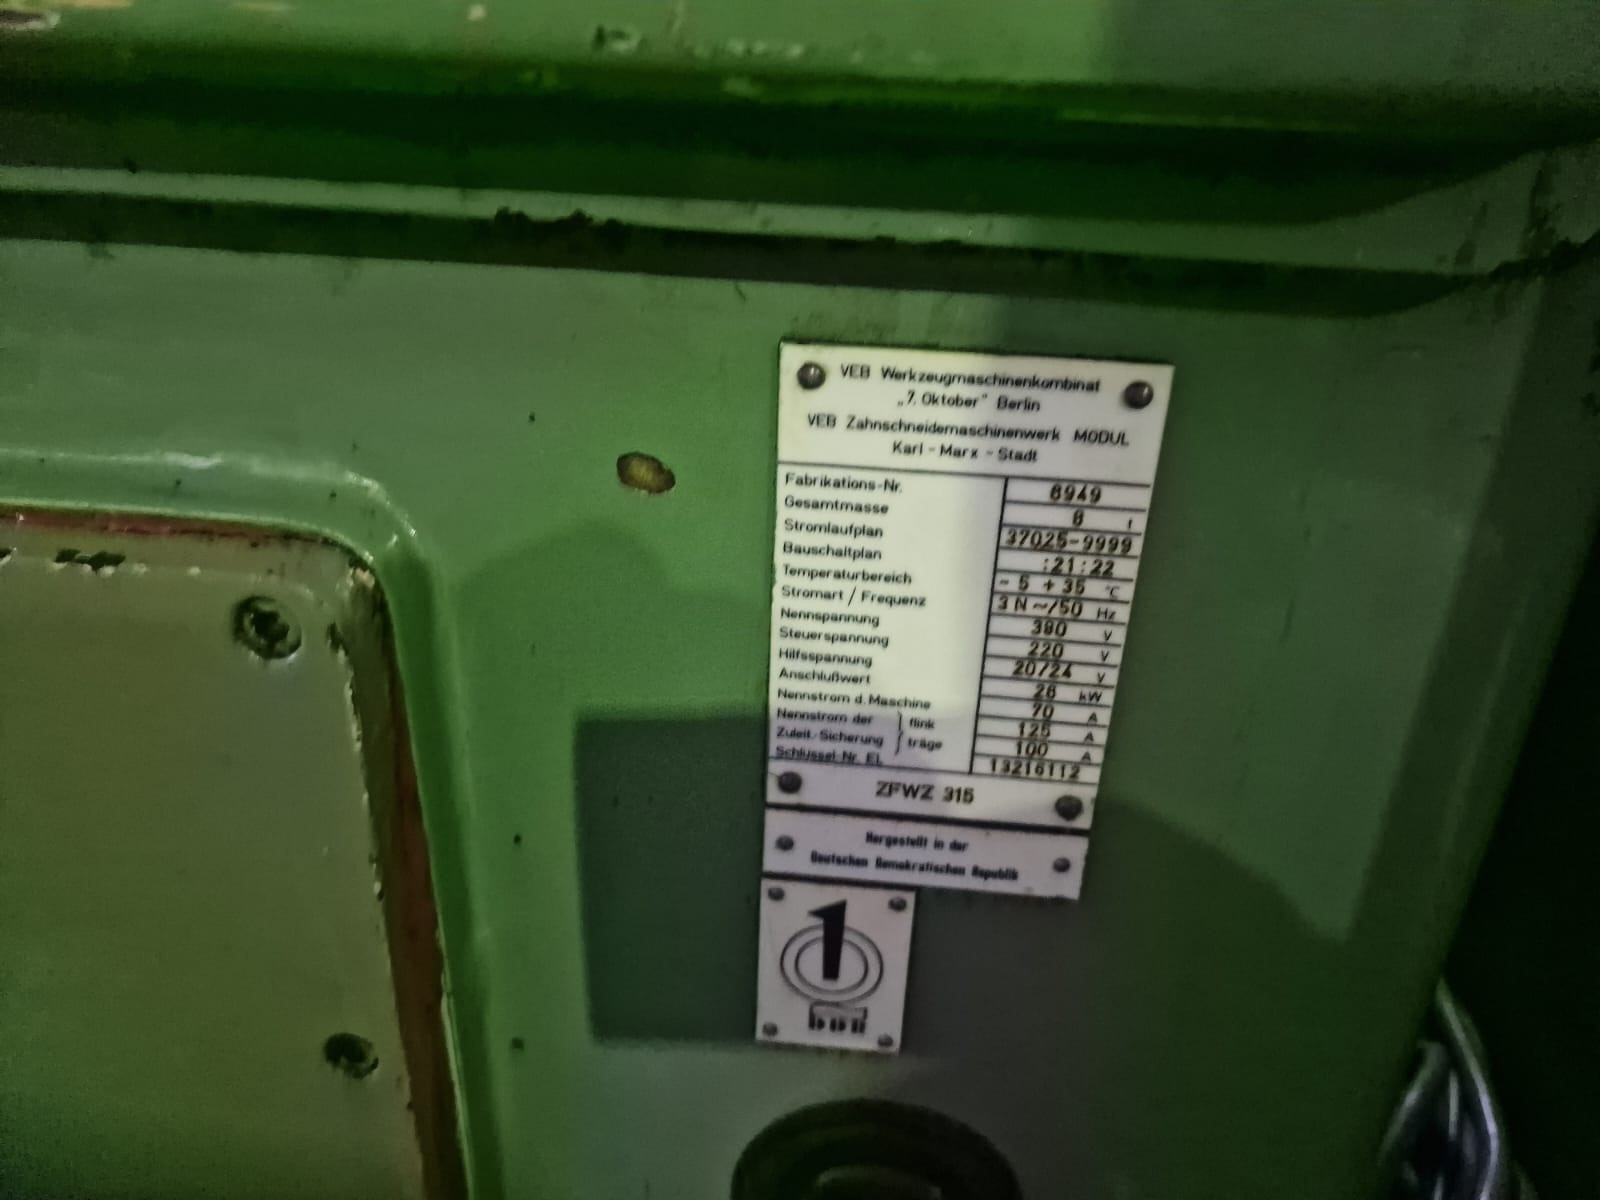 VEB Werkzeugmaschinenkombinat
„7. Oktober" Berlin
VEB Zahnschneidemaschinenwerk MODUL
Karl - Marx - Stadt
Fabrikations-Nr. 8949
Gesamtmasse 8 t
Stromlaufplan 37025-9999
Bauschaltplan :21:22
Temperaturbereich - 5 + 35 °C
Stromart / Frequenz 3 N ~/50 Hz
Nennspannung 380 V
Steuerspannung 220 V
Hilfsspannung 20/24 V
Anschlußwert 28 kW
Nennstrom d. Maschine 70 A
Nennstrom der } flink 125 A
Zuleit.-Sicherung } träge 100 A
Schlüssel-Nr. El. 13216112
ZFWZ 315
Hergestellt in der
Deutschen Demokratischen Republik
1